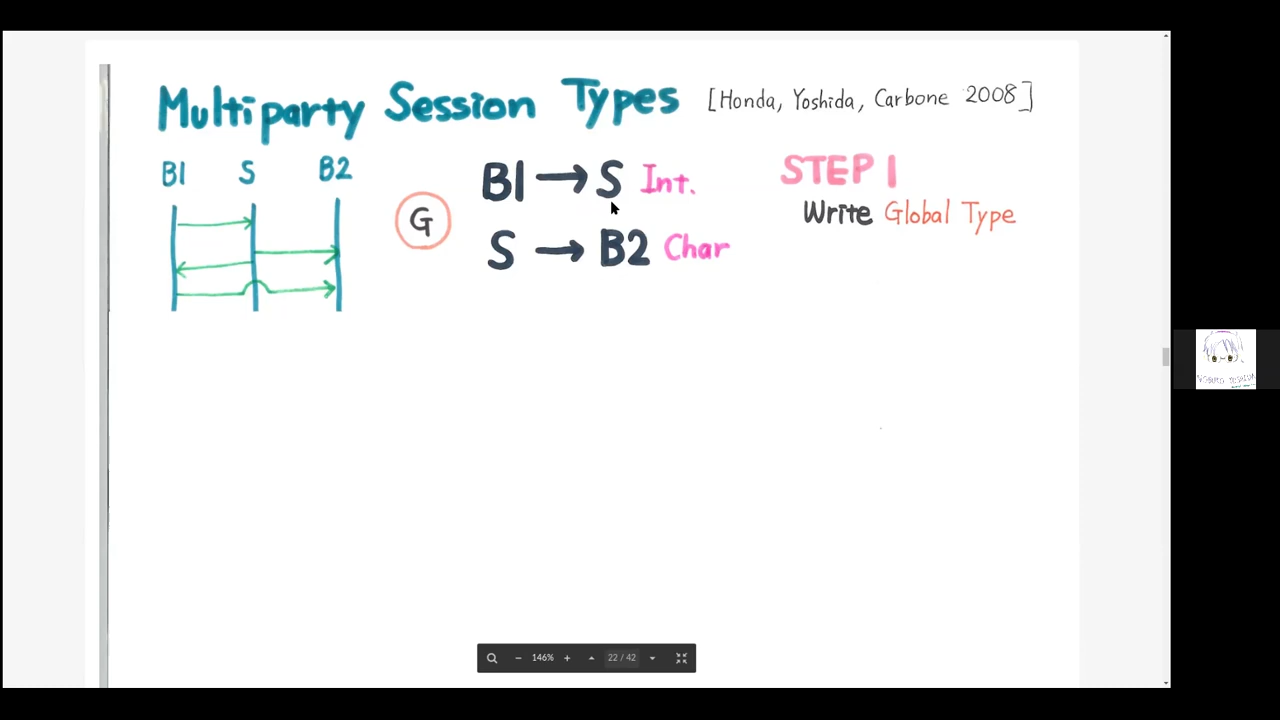 Multiparty Session Types [Honda, Yoshida, Carbone 2008]
B1 S B2
G
B1 → S Int.
S → B2 Char
STEP 1
Write Global Type
146%
22 / 42